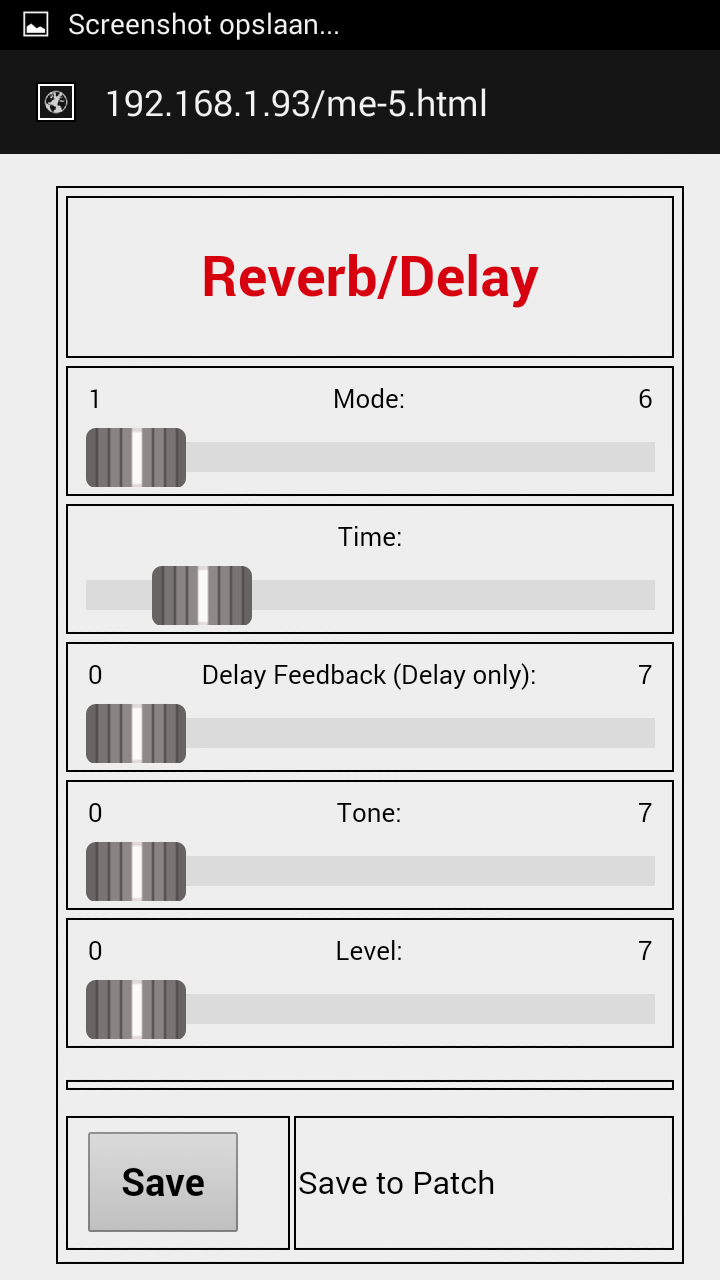 Screenshot opslaan...
192.168.1.93/me-5.html
Reverb/Delay
1 Mode: 6
Time:
0 Delay Feedback (Delay only): 7
0 Tone: 7
0 Level: 7
Save Save to Patch